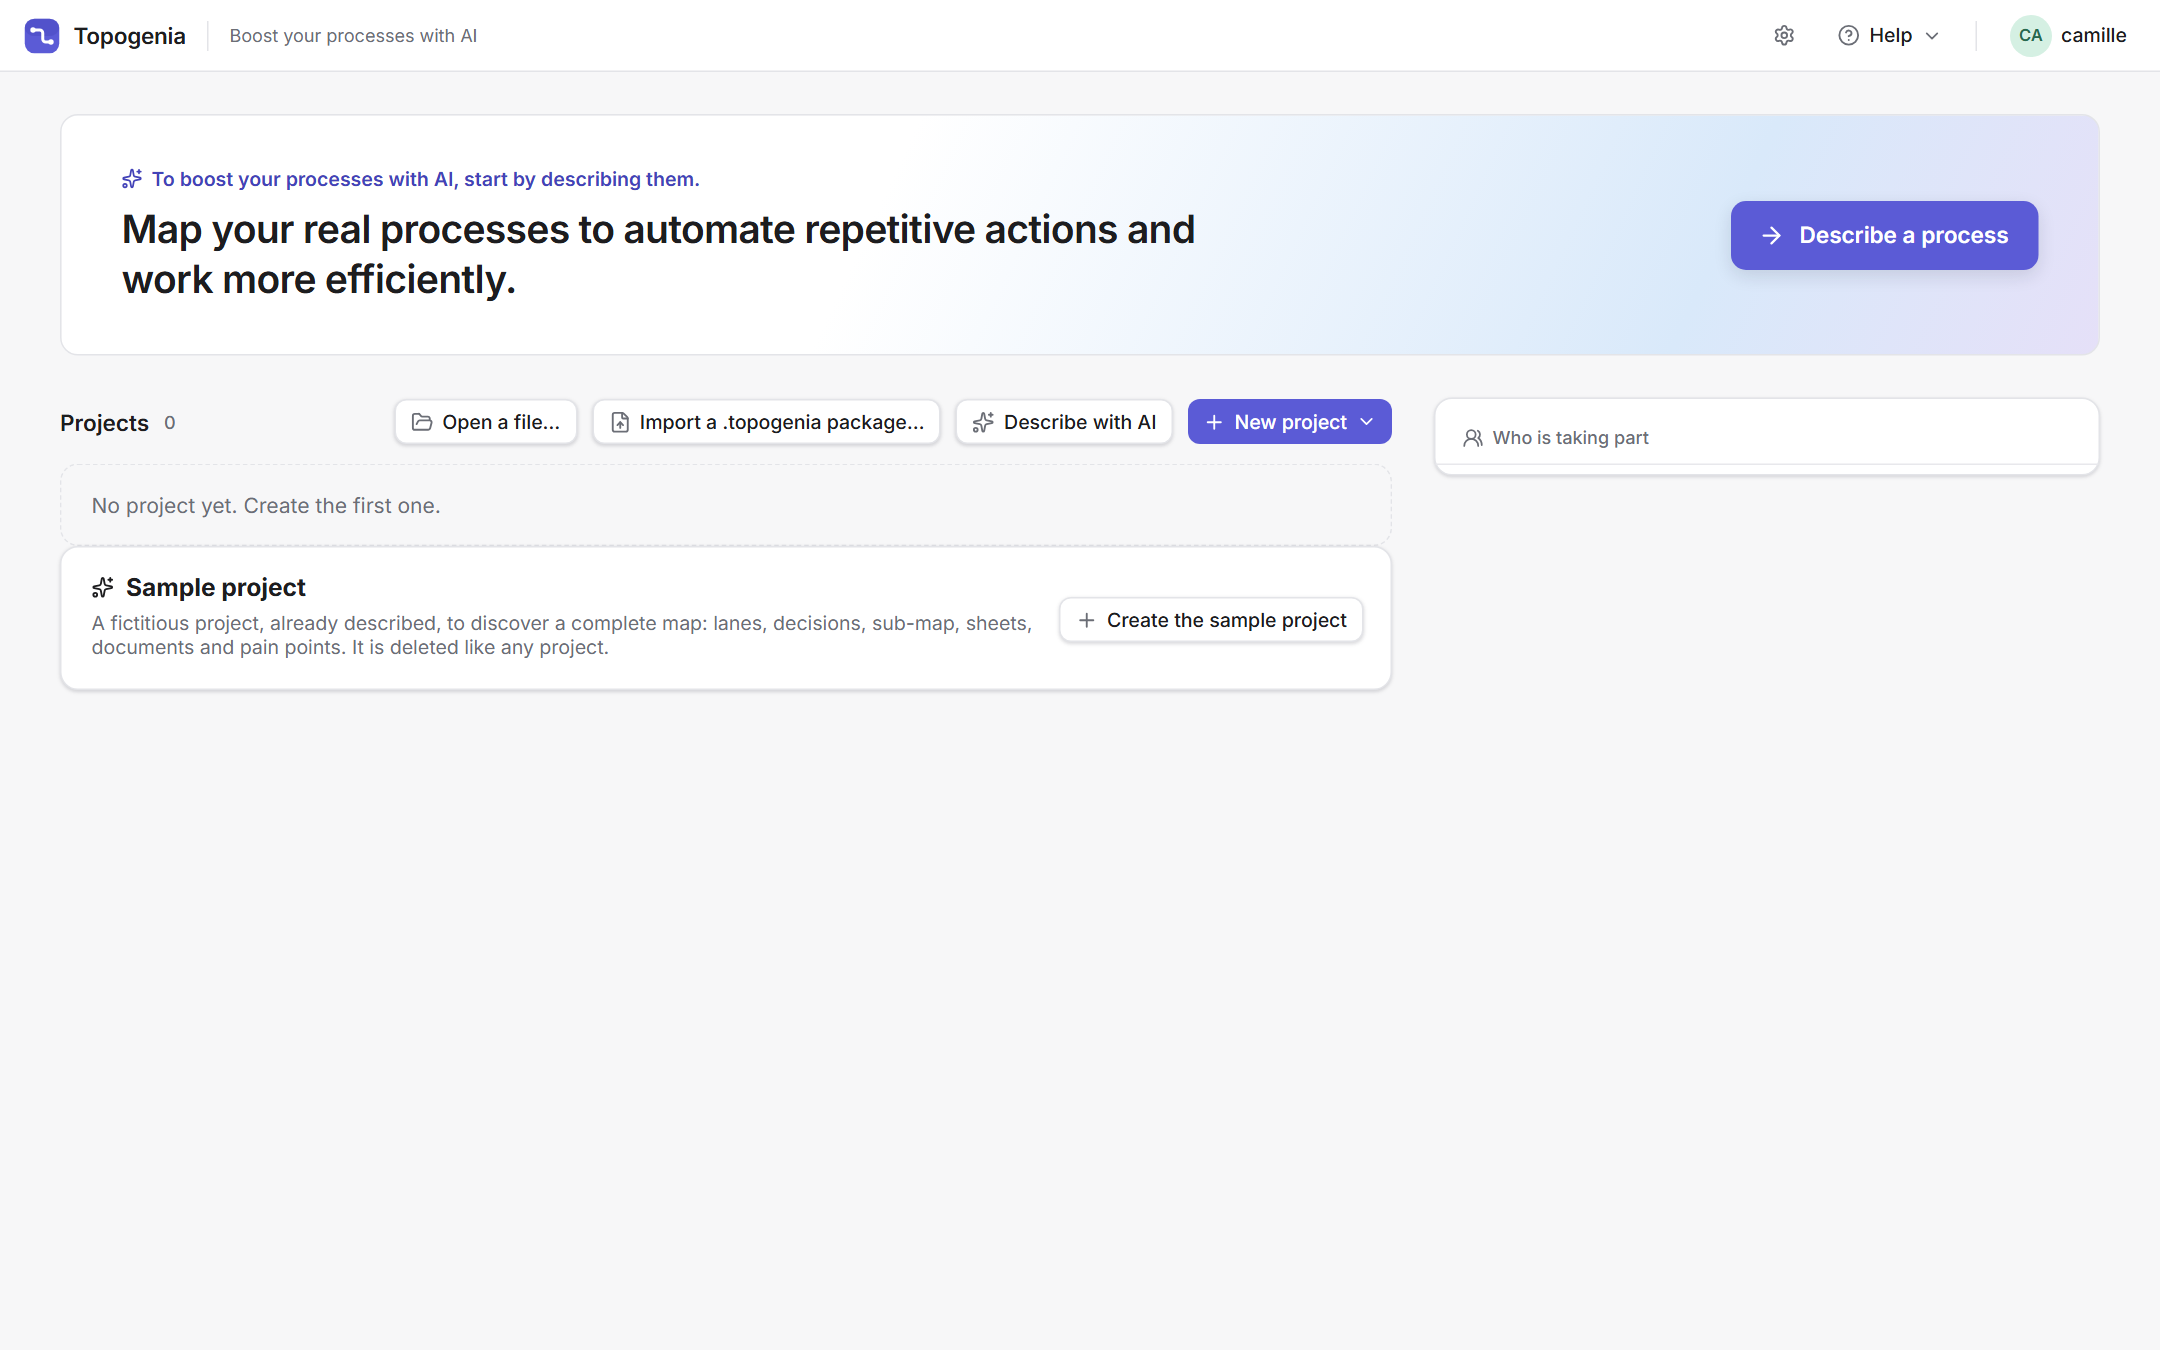 Topogenia
Boost your processes with AI
Help
CA
camille
To boost your processes with AI, start by describing them.
Map your real processes to automate repetitive actions and
work more efficiently.
Describe a process
Projects 0
Open a file...
Import a .topogenia package...
Describe with AI
New project
Who is taking part
No project yet. Create the first one.
Sample project
A fictitious project, already described, to discover a complete map: lanes, decisions, sub-map, sheets,
documents and pain points. It is deleted like any project.
Create the sample project